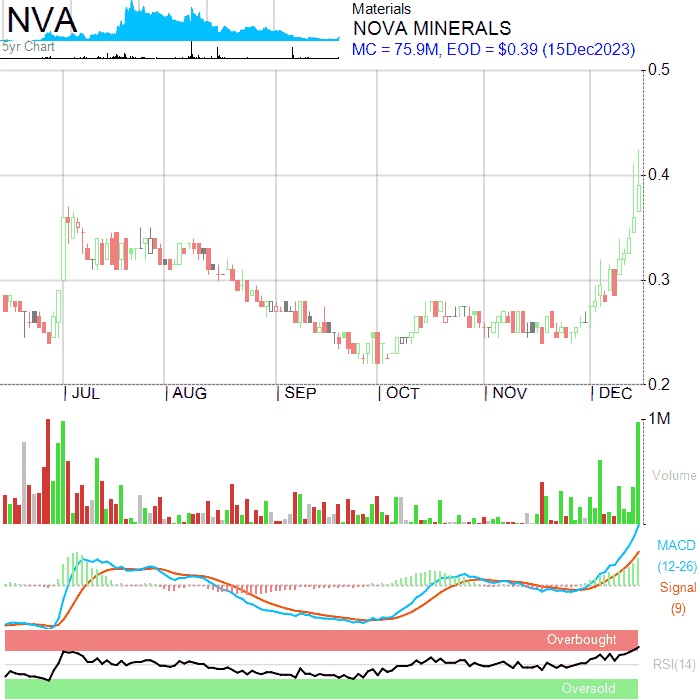 NVA
5yr Chart
Materials
NOVA MINERALS
MC = 75.9M, EOD = $0.39 (15Dec2023)
0.5
0.4
0.3
0.2
JUL AUG SEP OCT NOV DEC
1M
Volume
MACD
(12-26)
Signal
(9)
Overbought
RSI(14)
Oversold